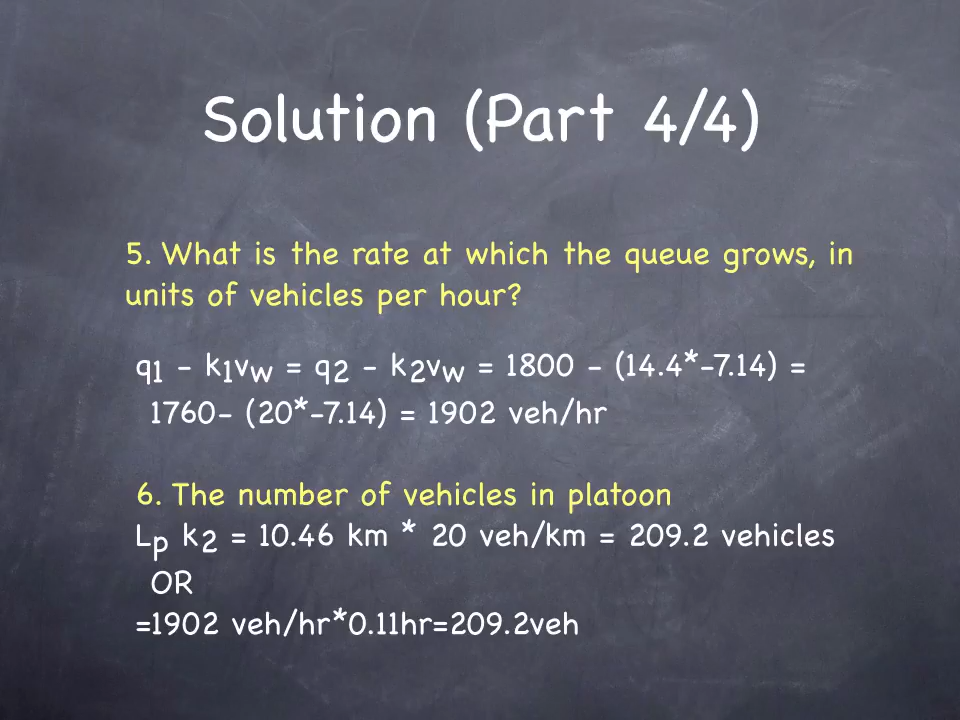 Solution (Part 4/4)
5. What is the rate at which the queue grows, in
units of vehicles per hour?
q1 - k1vw = q2 - k2vw = 1800 - (14.4*-7.14) =
1760- (20*-7.14) = 1902 veh/hr
6. The number of vehicles in platoon
Lp k2 = 10.46 km * 20 veh/km = 209.2 vehicles
OR
=1902 veh/hr*0.11hr=209.2veh